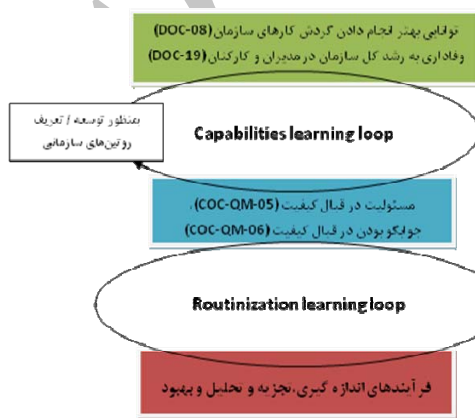 توانایی بهتر انجام دادن گردش کارهای سازمان (DOC-08)
وفاداری به رشد کل سازمان در مدیران و کارکنان (DOC-19)
بمنظور توسعه / تعریف
روتین‌های سازمانی
Capabilities learning loop
مسئولیت در قبال کیفیت (COC-QM-05)،
جوابگو بودن در قبال کیفیت (COC-QM-06)
Routinization learning loop
فرآیندهای اندازه گیری، تجزیه و تحلیل و بهبود